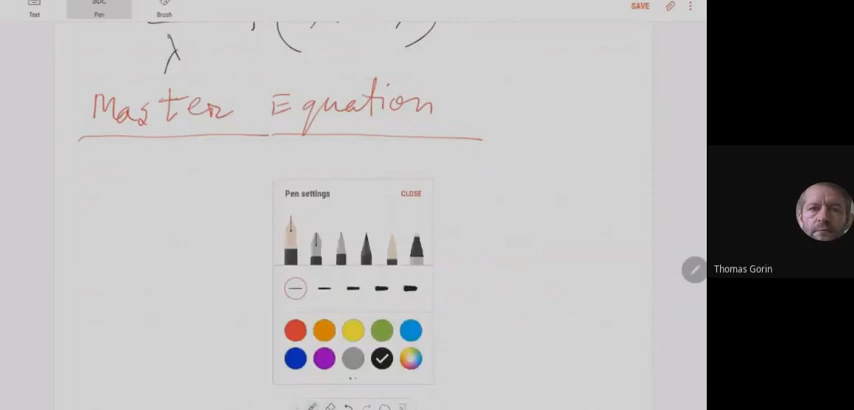 Text Pen Brush SAVE
λ
Master Equation
Pen settings CLOSE
Thomas Gorin